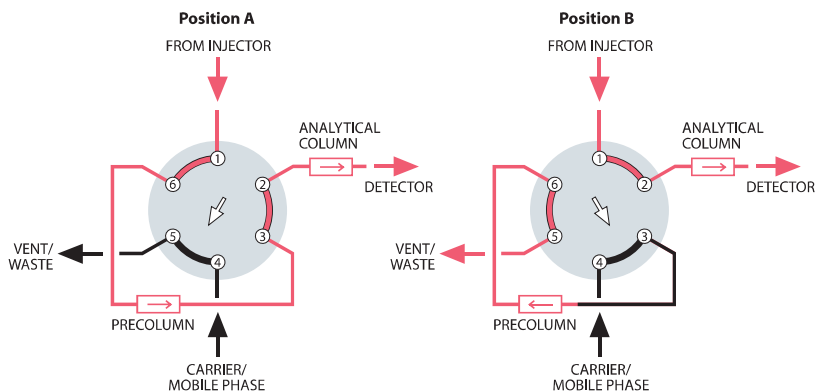 Position A
FROM INJECTOR
1
2
3
4
5
6
ANALYTICAL
COLUMN
DETECTOR
VENT/
WASTE
PRECOLUMN
CARRIER/
MOBILE PHASE
Position B
FROM INJECTOR
1
2
3
4
5
6
ANALYTICAL
COLUMN
DETECTOR
VENT/
WASTE
PRECOLUMN
CARRIER/
MOBILE PHASE